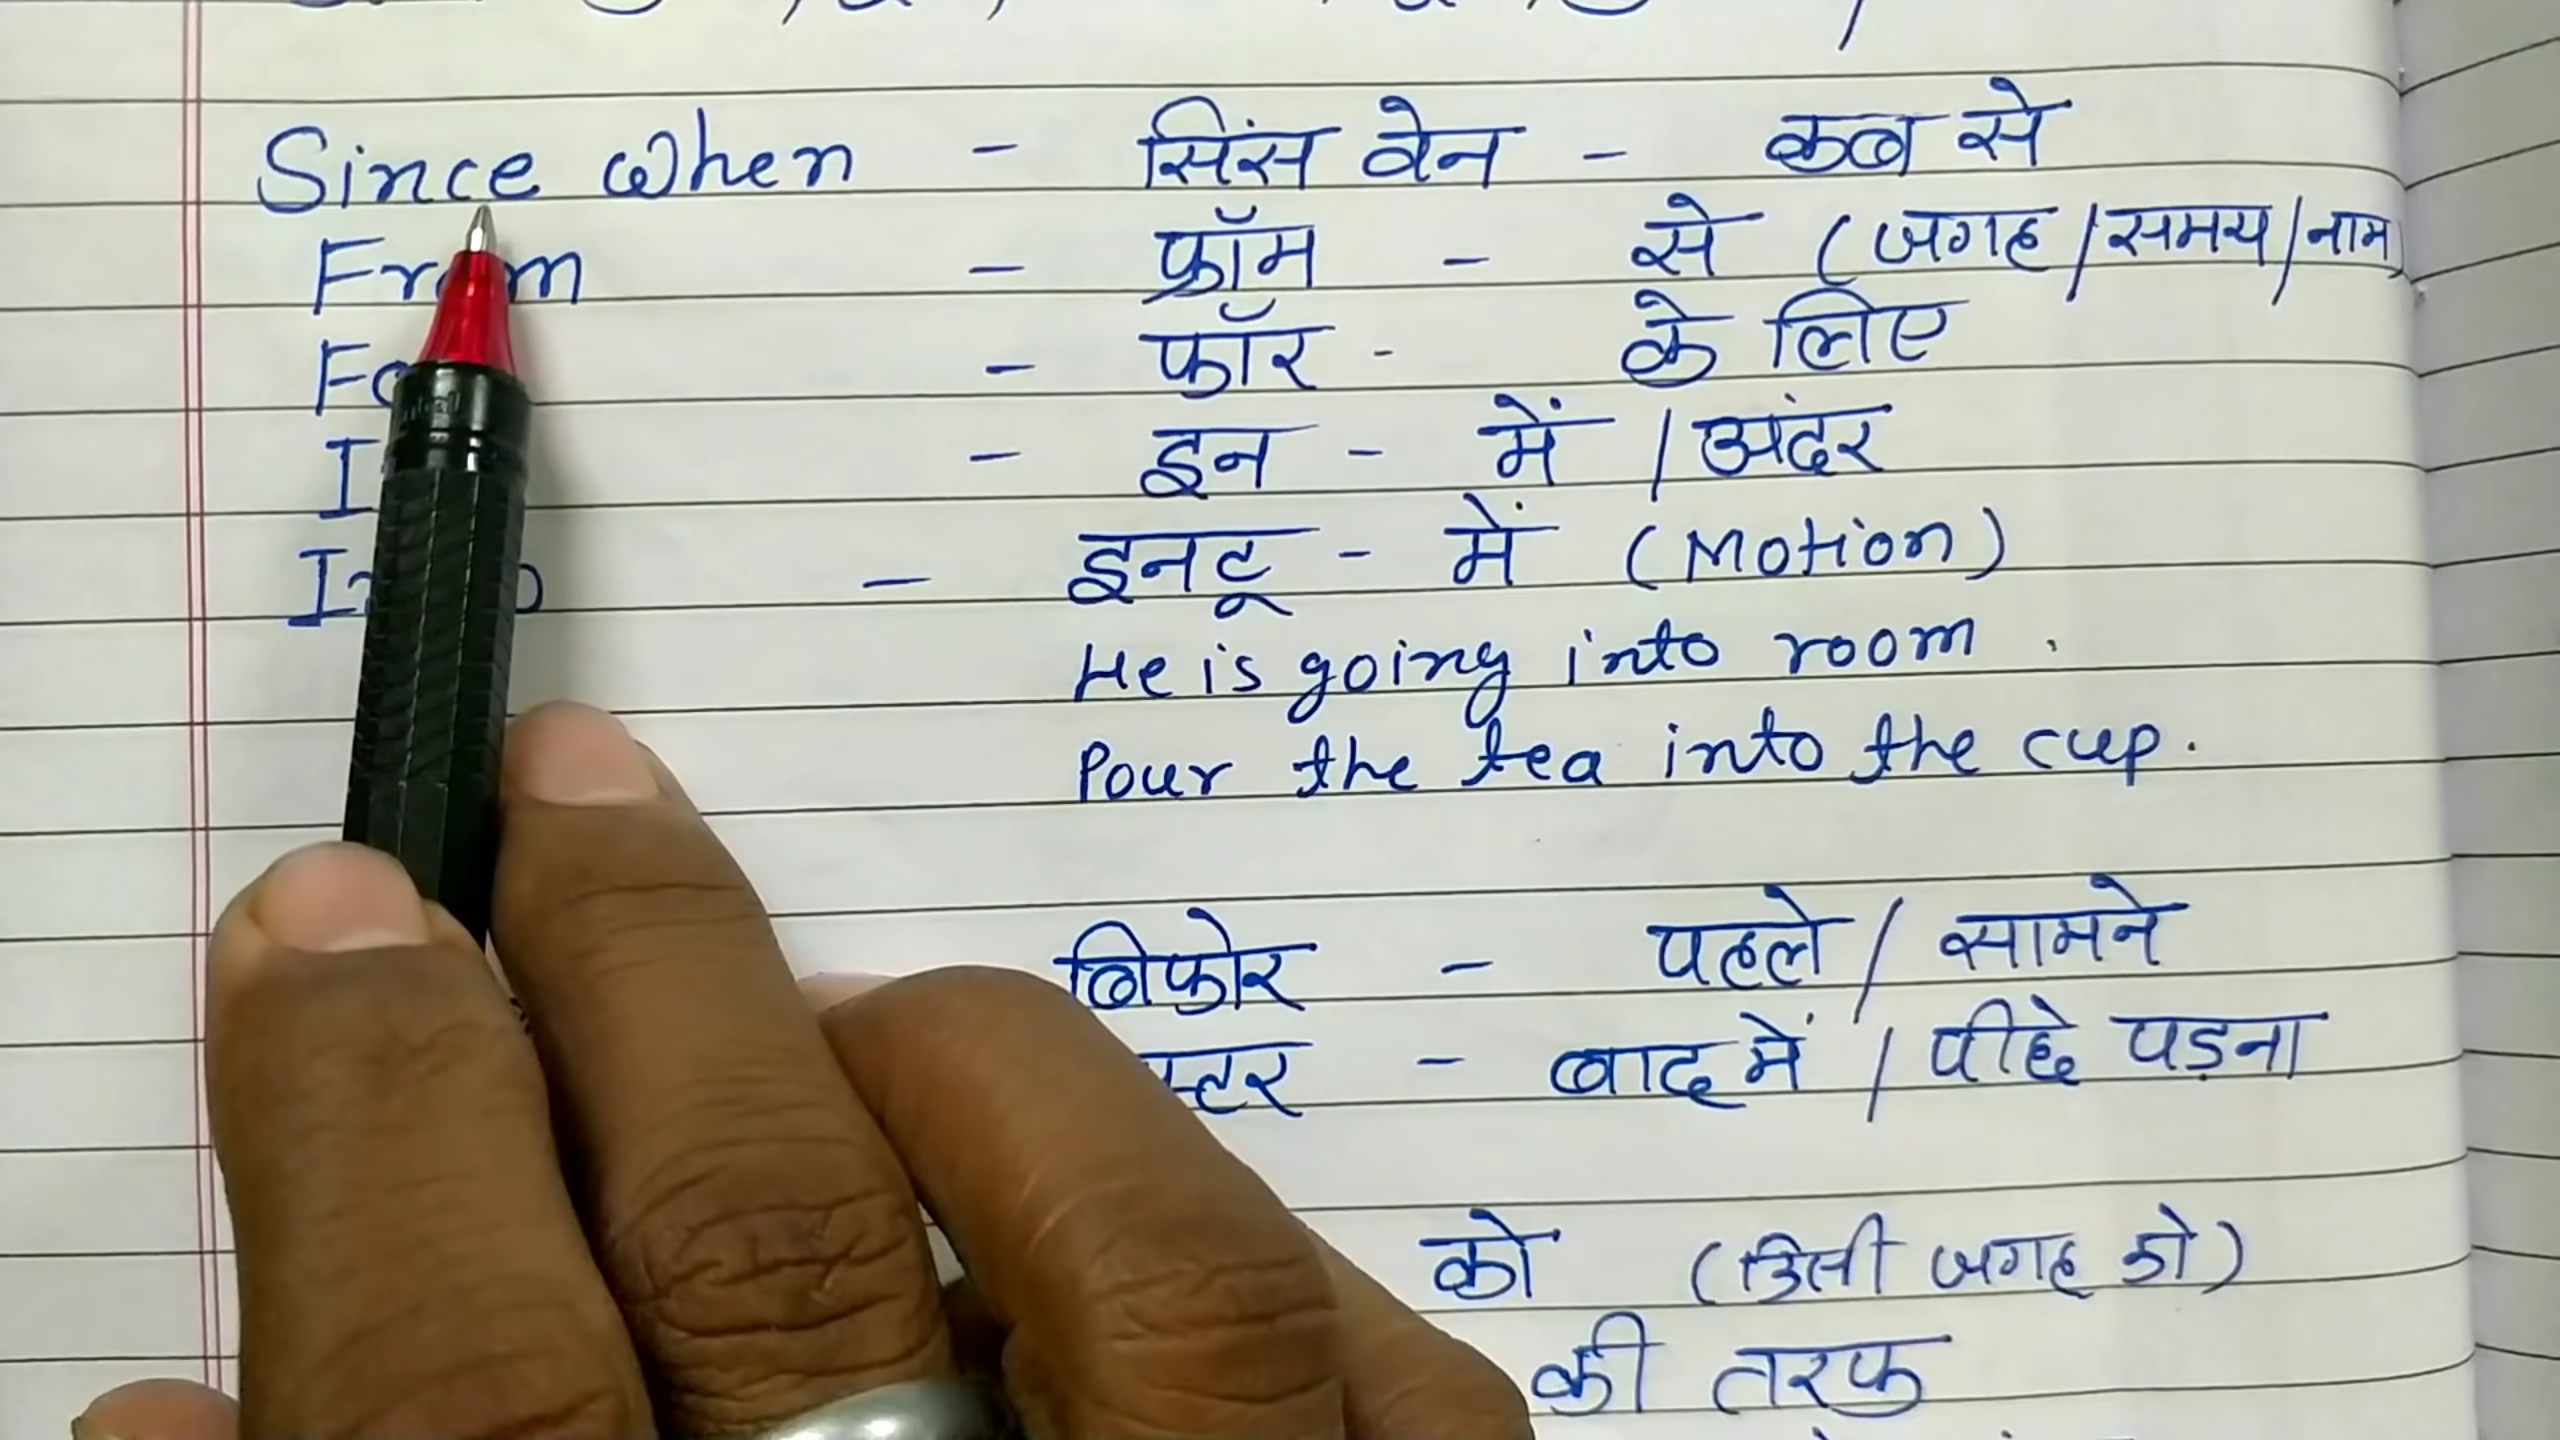 Since when - सिंस वेन - कब से
- फ्रॉम - से (जगह/समय/नाम)
- फॉर - के लिए
- इन - में / अंदर
- इनटू - में (Motion)
He is going into room.
Pour the tea into the cup.
बिफोर - पहले / सामने
- बाद में / पीछे पड़ना
को (किसी जगह को)
की तरफ